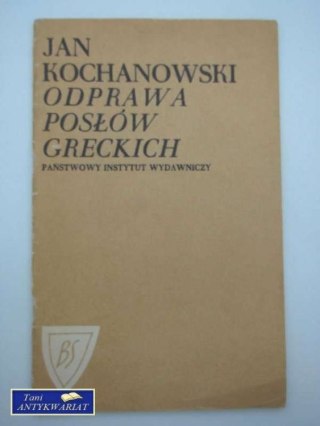 JAN
KOCHANOWSKI
ODPRAWA
POSŁÓW
GRECKICH
PAŃSTWOWY INSTYTUT WYDAWNICZY
BS
Tani
ANTYKWARIAT